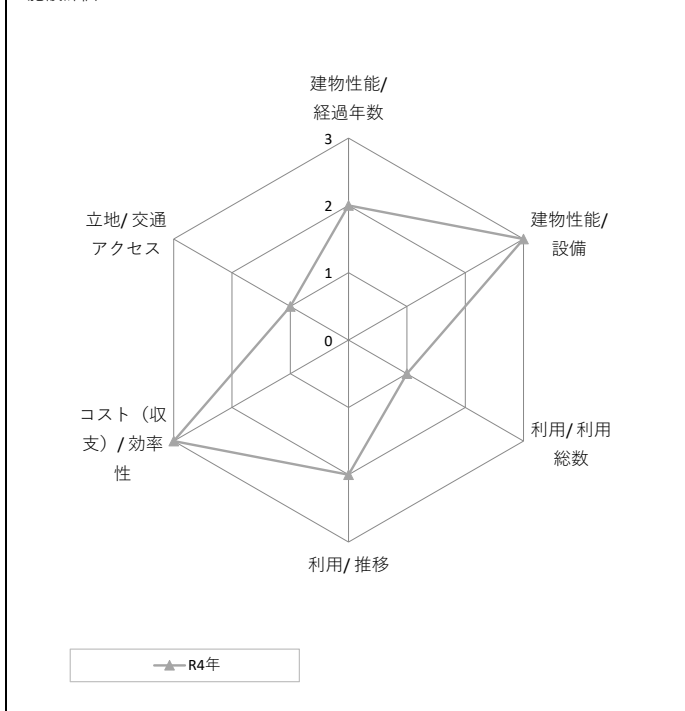 建物性能/
経過年数
3
立地/ 交通
アクセス
2
建物性能/
設備
1
0
コスト（収
支）/ 効率
性
利用/ 利用
総数
利用/ 推移
R4年